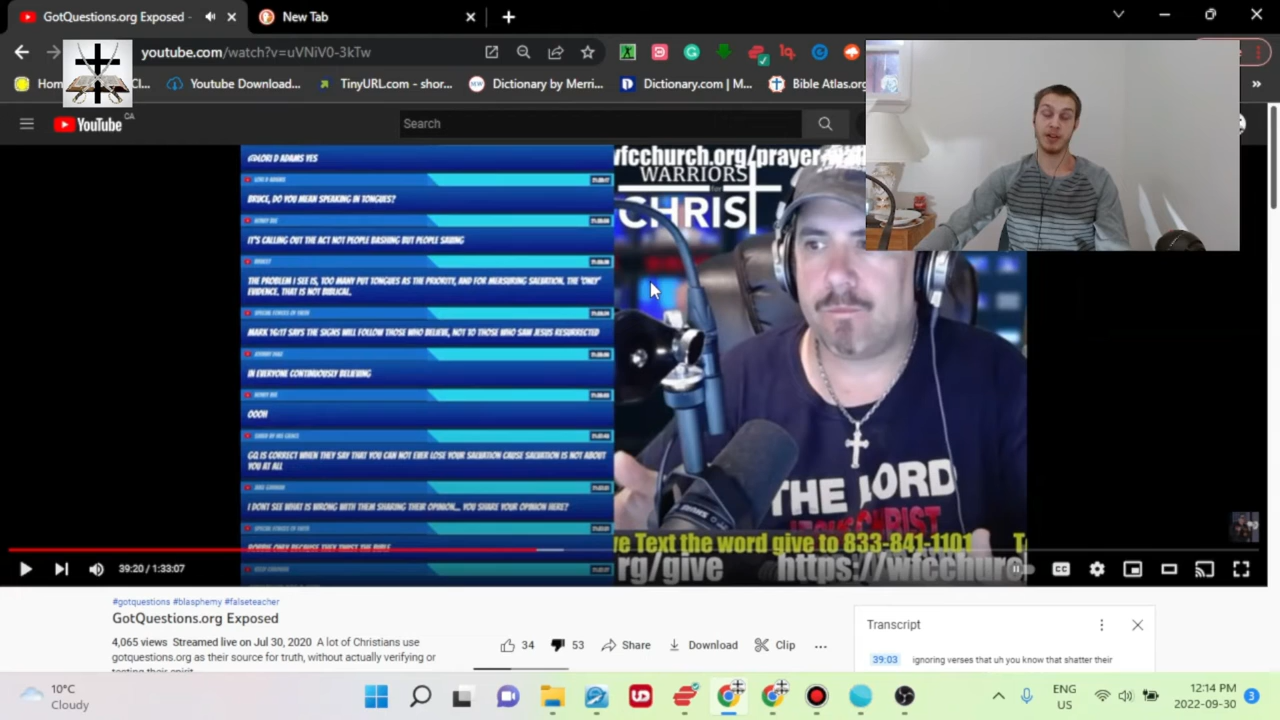 GotQuestions.org Exposed -
New Tab
youtube.com/watch?v=uVNiV0-3kTw
Youtube Download...
TinyURL.com - shor...
Dictionary by Merri...
Dictionary.com | M...
Bible Atlas.org
YouTube
CA
Search
@LORI D ADAMS YES
LORI D ADAMS
BRUCE, DO YOU MEAN SPEAKING IN TONGUES?
IT'S CALLING OUT THE ACT NOT PEOPLE BASHING BUT PEOPLE SAVING
THE PROBLEM I SEE IS, TOO MANY PUT TONGUES AS THE PRIORITY, AND FOR MEASURING SALVATION, THE "ONLY"
EVIDENCE. THAT IS NOT BIBLICAL.
MARK 16:17 SAYS THE SIGNS WILL FOLLOW THOSE WHO BELIEVE, NOT TO THOSE WHO SAW JESUS RESURRECTED
IN EVERYONE CONTINUOUSLY BELIEVING
OOOH
GQ IS CORRECT WHEN THEY SAY THAT YOU CAN NOT EVER LOSE YOUR SALVATION CAUSE SALVATION IS NOT ABOUT
YOU AT ALL
I DONT SEE WHAT IS WRONG WITH THEM SHARING THEIR OPINION... YOU SHARE YOUR OPINION HERE?
wfcchurch.org/prayer
WARRIORS
for
CHRIST
THE LORD
JESUS CHRIST
e Text the word give to 833-841-1101
rg/give
https://wfcchurc
39:20 / 1:33:07
CC
#gotquestions #blasphemy #falseteacher
GotQuestions.org Exposed
4,065 views Streamed live on Jul 30, 2020 A lot of Christians use
gotquestions.org as their source for truth, without actually verifying or
34
53
Share
Download
Clip
Transcript
39:03
ignoring verses that uh you know that shatter their
10°C
Cloudy
ENG
US
12:14 PM
2022-09-30
3